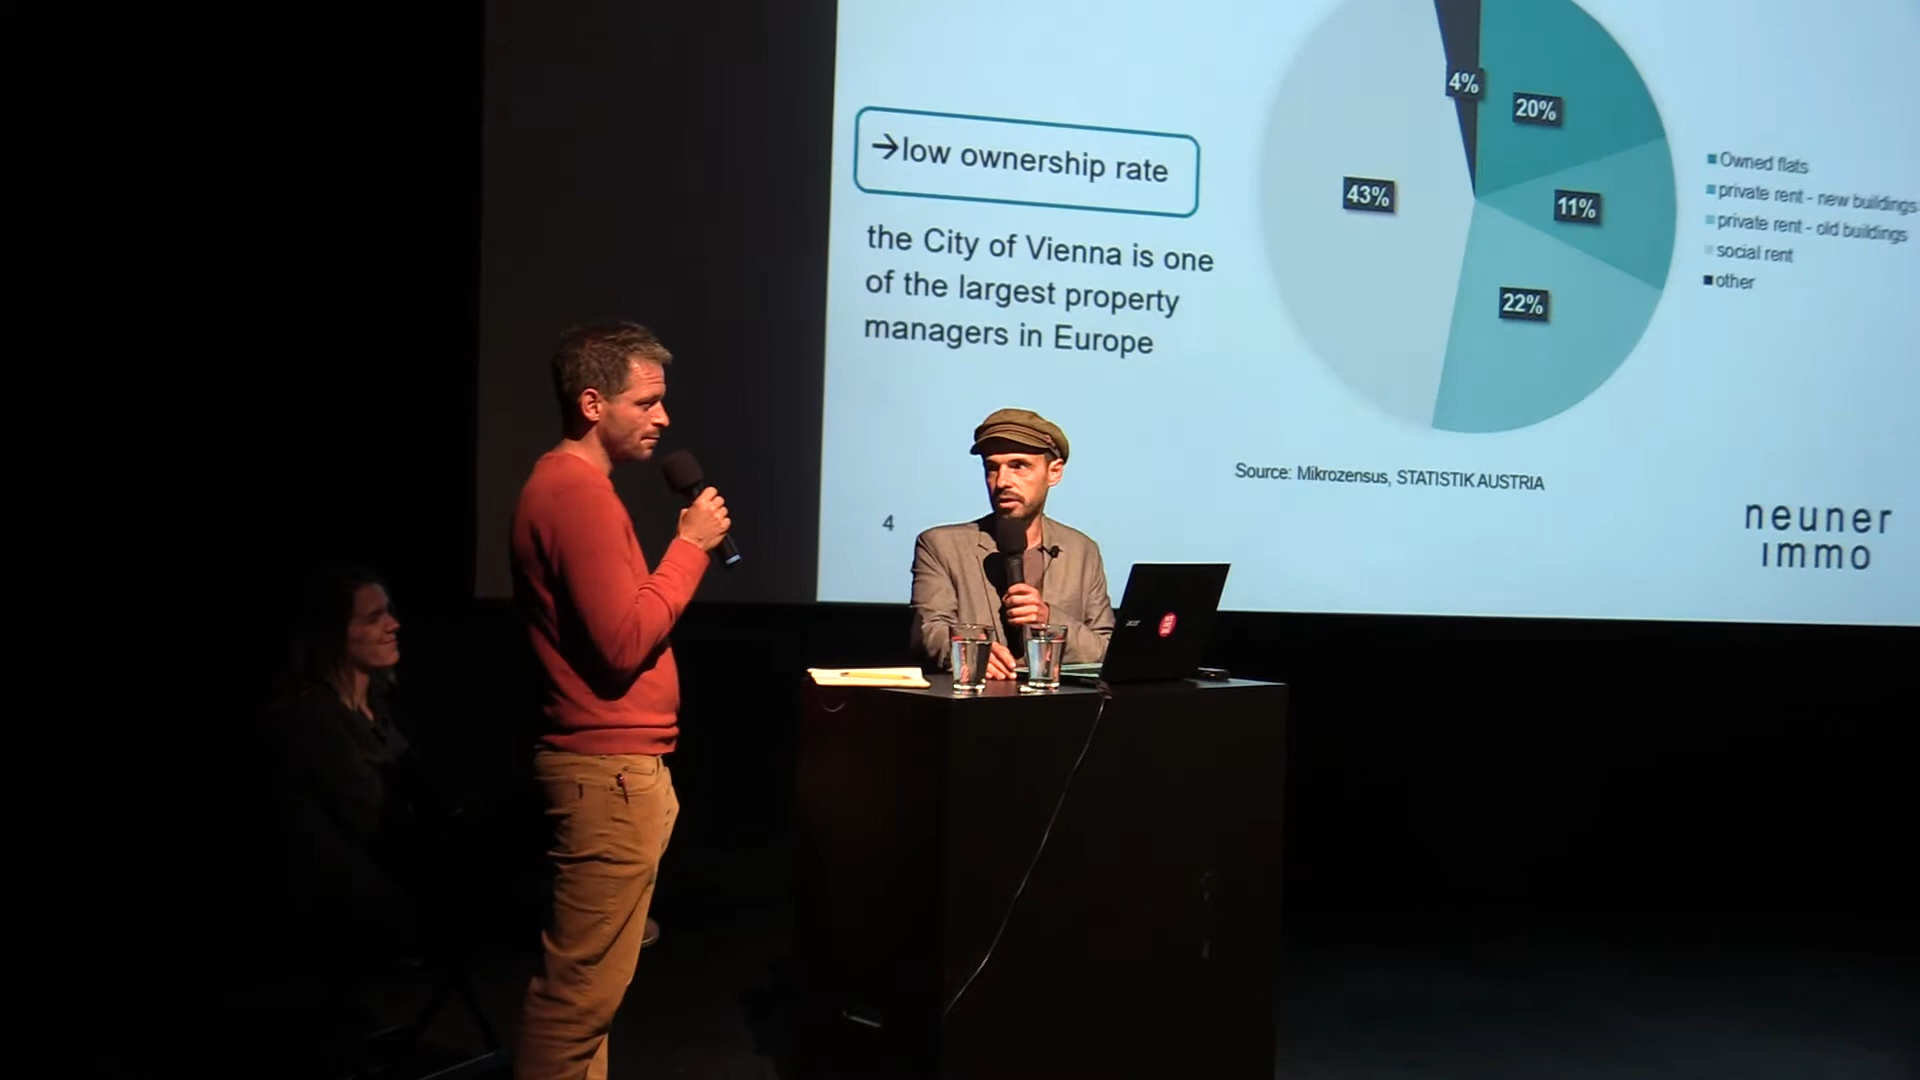 →low ownership rate
the City of Vienna is one
of the largest property
managers in Europe
4%
20%
43%
11%
22%
Owned flats
private rent - new buildings
private rent - old buildings
social rent
other
Source: Mikrozensus, STATISTIK AUSTRIA
4
neuner
immo
acer